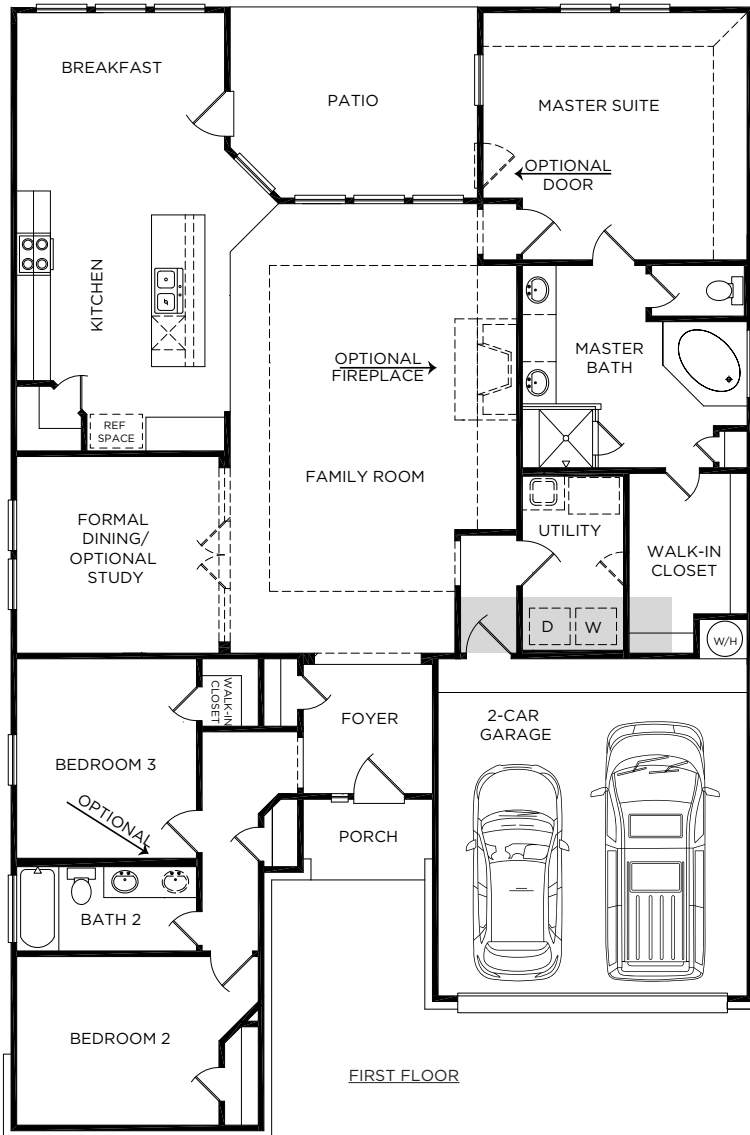 BREAKFAST
PATIO
MASTER SUITE
OPTIONAL
DOOR
KITCHEN
OPTIONAL
FIREPLACE
MASTER
BATH
REF
SPACE
FAMILY ROOM
FORMAL
DINING/
OPTIONAL
STUDY
UTILITY
WALK-IN
CLOSET
D
W
W/H
WALK-IN
CLOSET
FOYER
2-CAR
GARAGE
BEDROOM 3
OPTIONAL
PORCH
BATH 2
BEDROOM 2
FIRST FLOOR